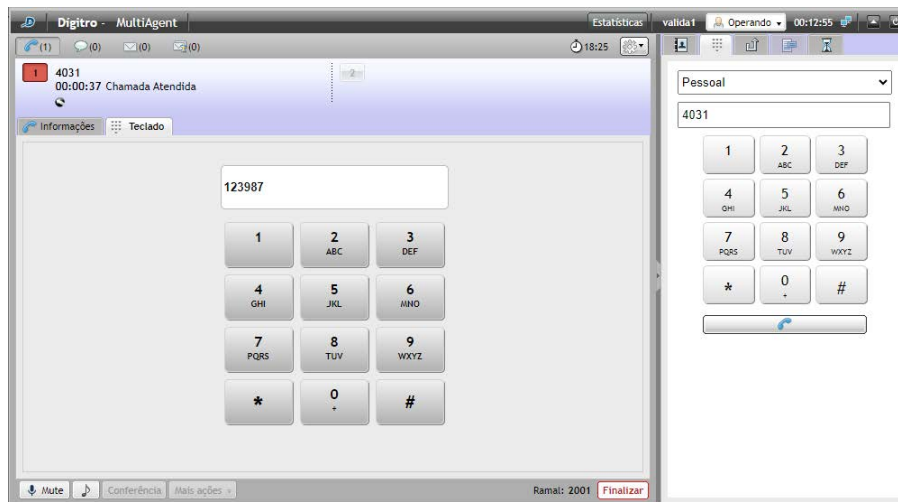 Dígitro - MultiAgent Estatísticas valida1 Operando 00:12:55
(1) (0) (0) (0) 18:25
1 4031 2
00:00:37 Chamada Atendida
Informações Teclado
123987
1 2 3
ABC DEF
4 5 6
GHI JKL MNO
7 8 9
PQRS TUV WXYZ
* 0 #
+
Mute Conferência Mais ações Ramal: 2001 Finalizar
Pessoal
4031
1 2 3
ABC DEF
4 5 6
GHI JKL MNO
7 8 9
PQRS TUV WXYZ
* 0 #
+